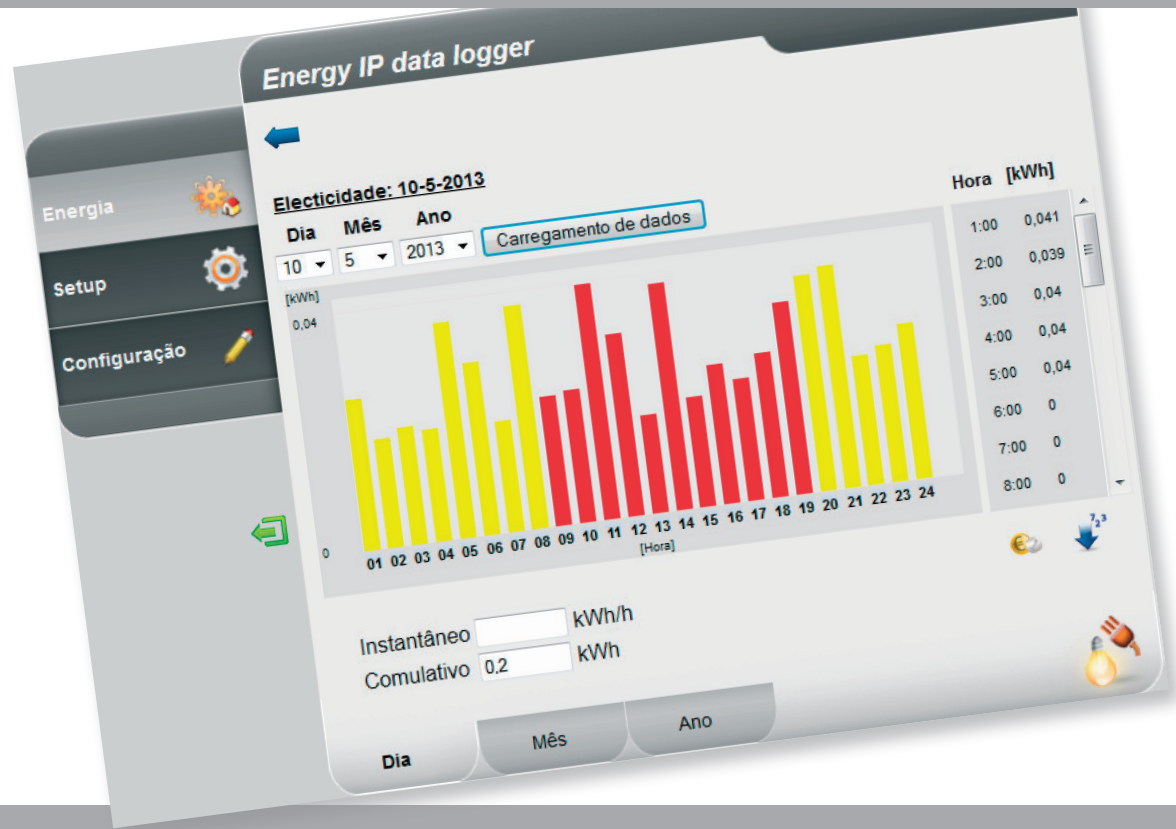 Energy IP data logger
Energia
Setup
Configuração
Electicidade: 10-5-2013
Dia Mês Ano
10 5 2013 Carregamento de dados
[kWh]
0,04
0
01 02 03 04 05 06 07 08 09 10 11 12 13 14 15 16 17 18 19 20 21 22 23 24
[Hora]
Hora [kWh]
1:00 0,041
2:00 0,039
3:00 0,04
4:00 0,04
5:00 0,04
6:00 0
7:00 0
8:00 0
Instantâneo kWh/h
Comulativo 0,2 kWh
Dia Mês Ano